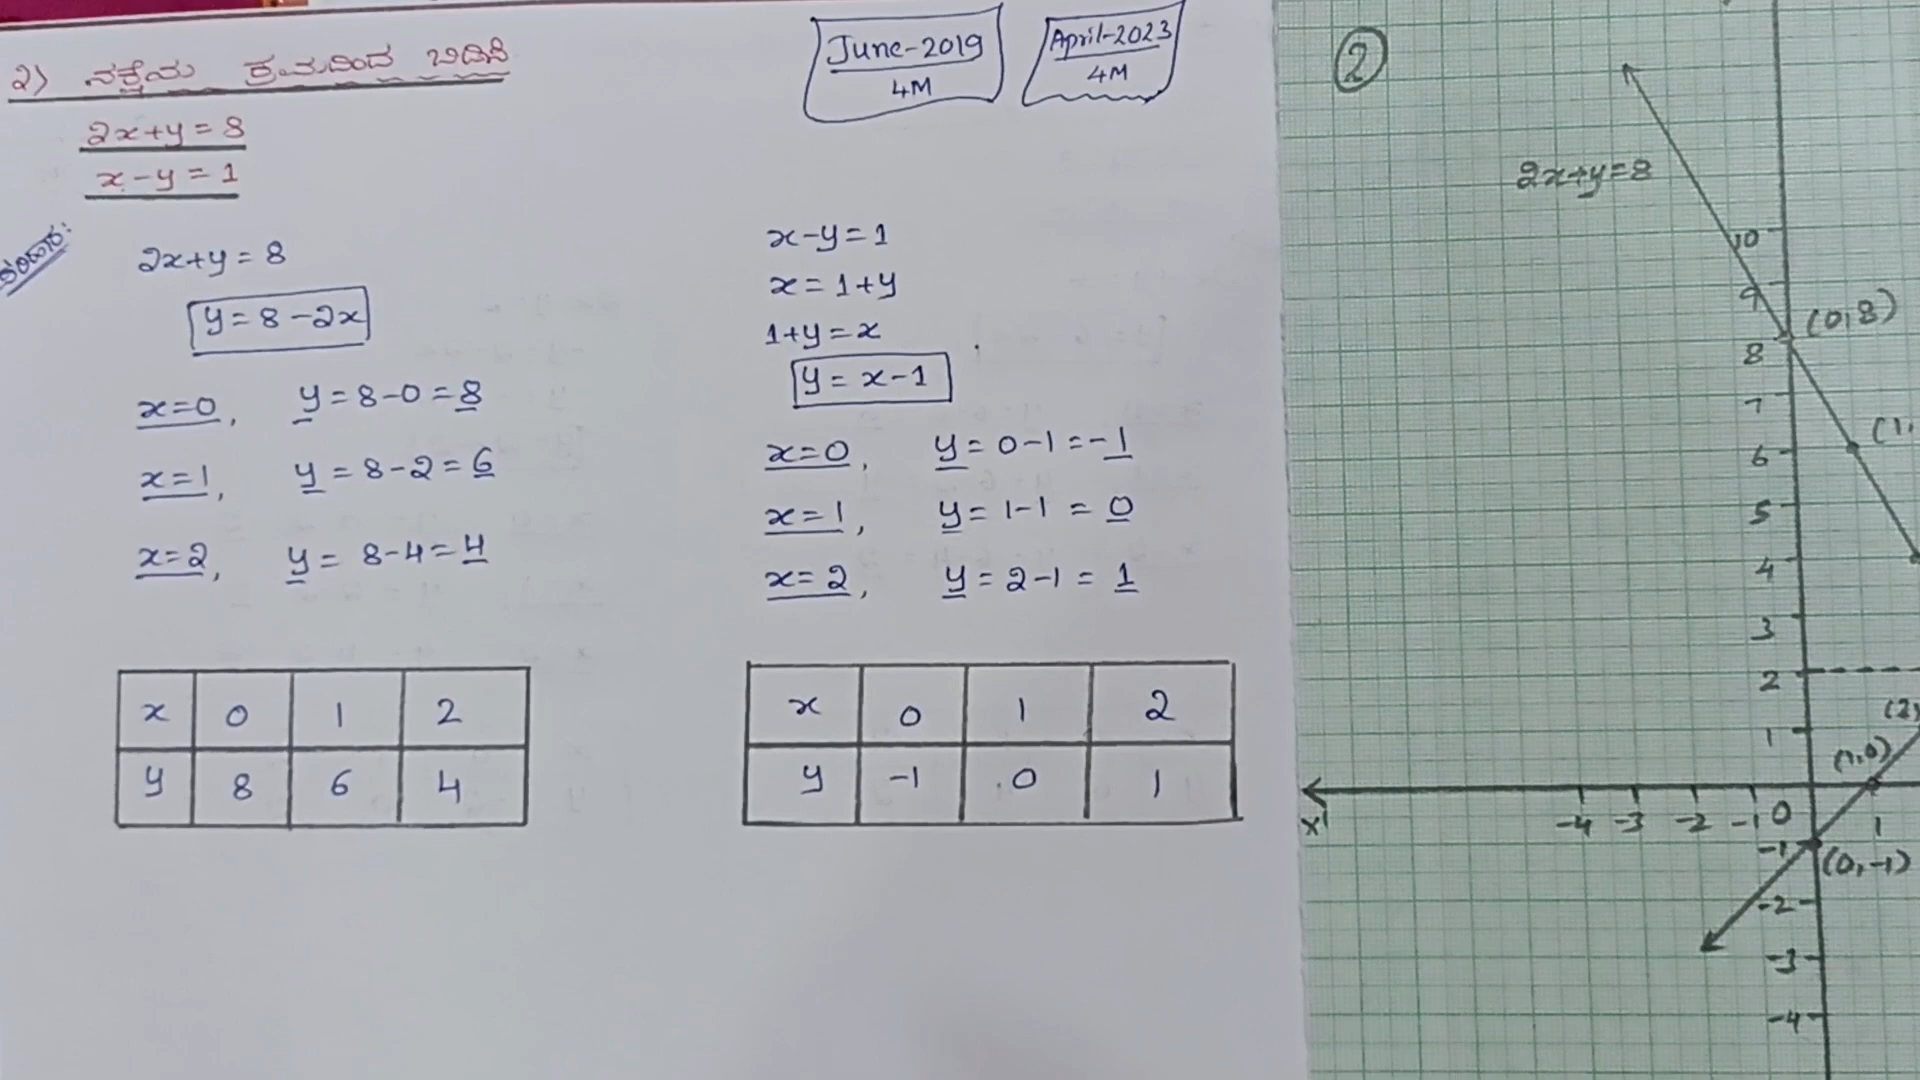 2) ನಕ್ಷೆಯ ಕ್ರಮದಿಂದ ಬಿಡಿಸಿ
June-2019
4M
April-2023
4M
2x+y=8
x-y=1
2x+y=8
y=8-2x
x=0, y=8-0=8
x=1, y=8-2=6
x=2, y=8-4=4
x 0 1 2
y 8 6 4
x-y=1
x=1+y
1+y=x
y=x-1
x=0, y=0-1=-1
x=1, y=1-1=0
x=2, y=2-1=1
x 0 1 2
y -1 0 1
2
2x+y=8
10
9
(0,8)
8
7
(1,
6
5
4
3
2
(2,
1
(1,0)
x'
-4 -3 -2 -1 0 1
-1
(0,-1)
-2
-3
-4